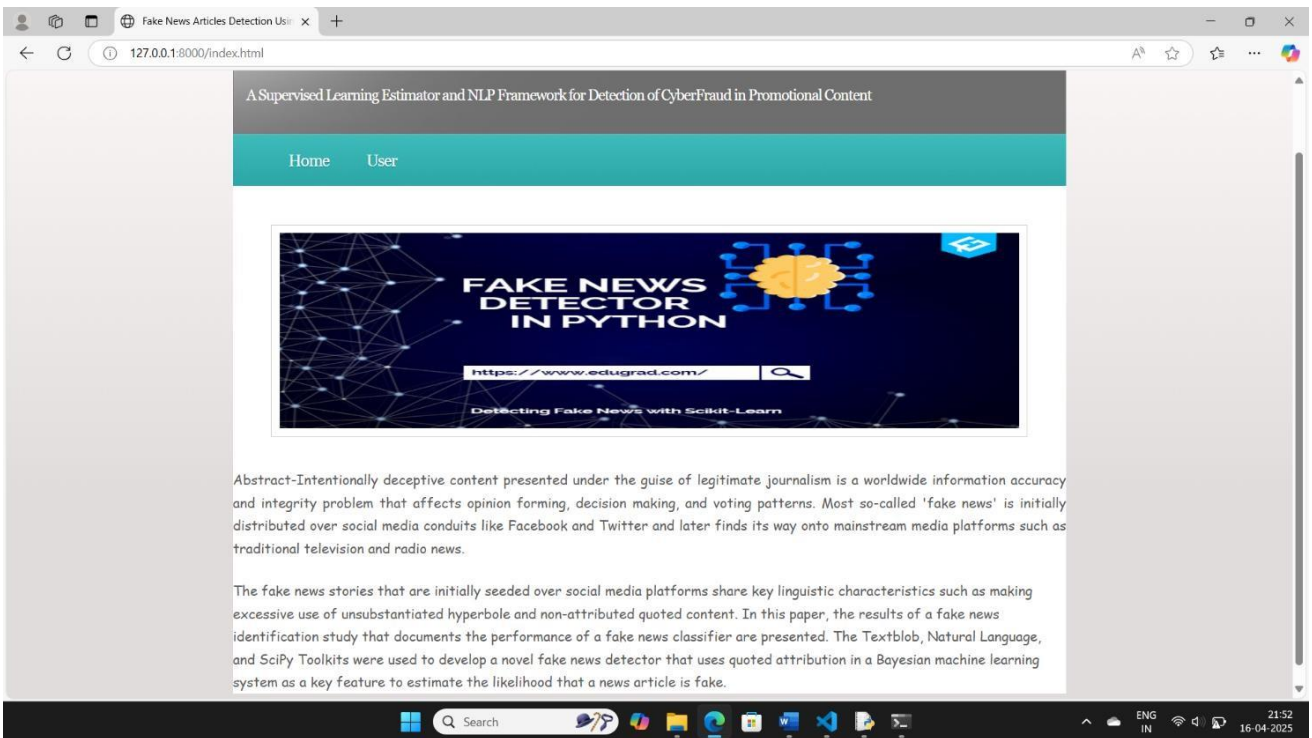 Fake News Articles Detection Usin
127.0.0.1:8000/index.html
A Supervised Learning Estimator and NLP Framework for Detection of CyberFraud in Promotional Content
Home User
FAKE NEWS
DETECTOR
IN PYTHON
https://www.edugrad.com/
Detecting Fake News with Scikit-Learn
Abstract-Intentionally deceptive content presented under the guise of legitimate journalism is a worldwide information accuracy
and integrity problem that affects opinion forming, decision making, and voting patterns. Most so-called 'fake news' is initially
distributed over social media conduits like Facebook and Twitter and later finds its way onto mainstream media platforms such as
traditional television and radio news.
The fake news stories that are initially seeded over social media platforms share key linguistic characteristics such as making
excessive use of unsubstantiated hyperbole and non-attributed quoted content. In this paper, the results of a fake news
identification study that documents the performance of a fake news classifier are presented. The Textblob, Natural Language,
and SciPy Toolkits were used to develop a novel fake news detector that uses quoted attribution in a Bayesian machine learning
system as a key feature to estimate the likelihood that a news article is fake.
Search
ENG 21:52
IN 16-04-2025